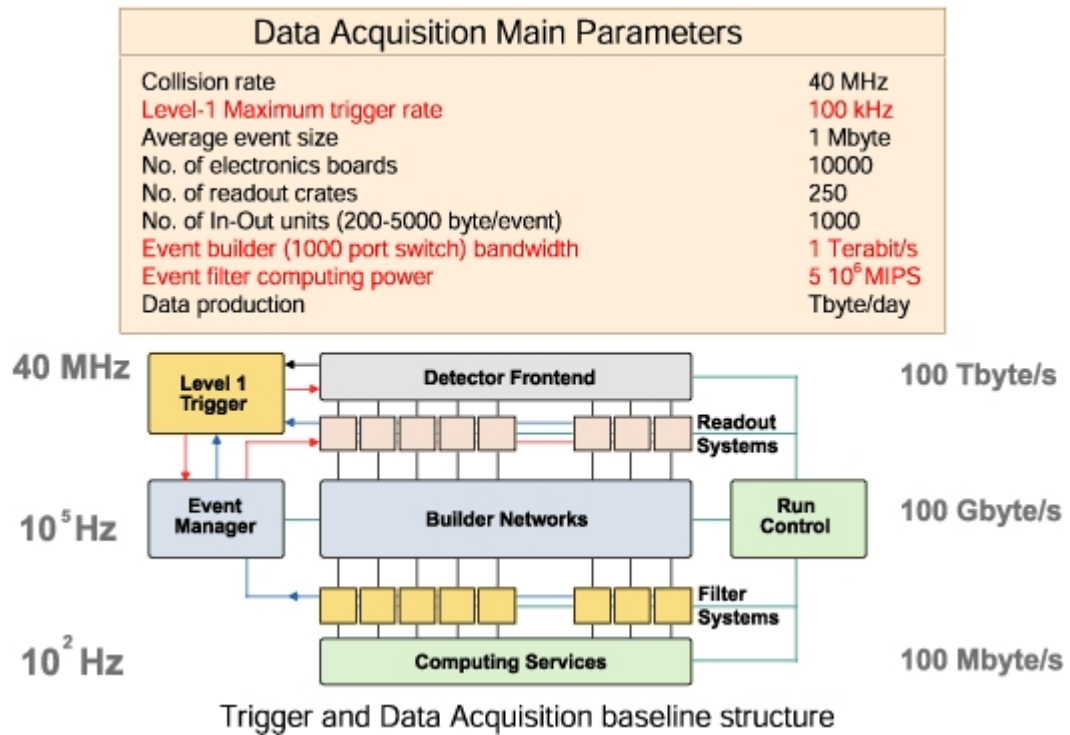 Data Acquisition Main Parameters
Collision rate 40 MHz
Level-1 Maximum trigger rate 100 kHz
Average event size 1 Mbyte
No. of electronics boards 10000
No. of readout crates 250
No. of In-Out units (200-5000 byte/event) 1000
Event builder (1000 port switch) bandwidth 1 Terabit/s
Event filter computing power 5 10⁶ MIPS
Data production Tbyte/day
40 MHz
Level 1
Trigger
Detector Frontend
100 Tbyte/s
Readout
Systems
10⁵ Hz
Event
Manager
Builder Networks
Run
Control
100 Gbyte/s
Filter
Systems
10² Hz
Computing Services
100 Mbyte/s
Trigger and Data Acquisition baseline structure